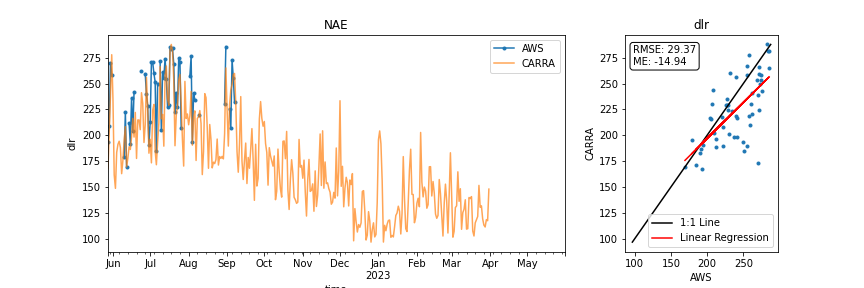 NAE
dlr
275
250
225
200
175
150
125
100
dlr
AWS
CARRA
Jun Jul Aug Sep Oct Nov Dec Jan Feb Mar Apr May
2023
dlr
RMSE: 29.37
ME: -14.94
275
250
225
200
175
150
125
100
CARRA
1:1 Line
Linear Regression
100 150 200 250
AWS